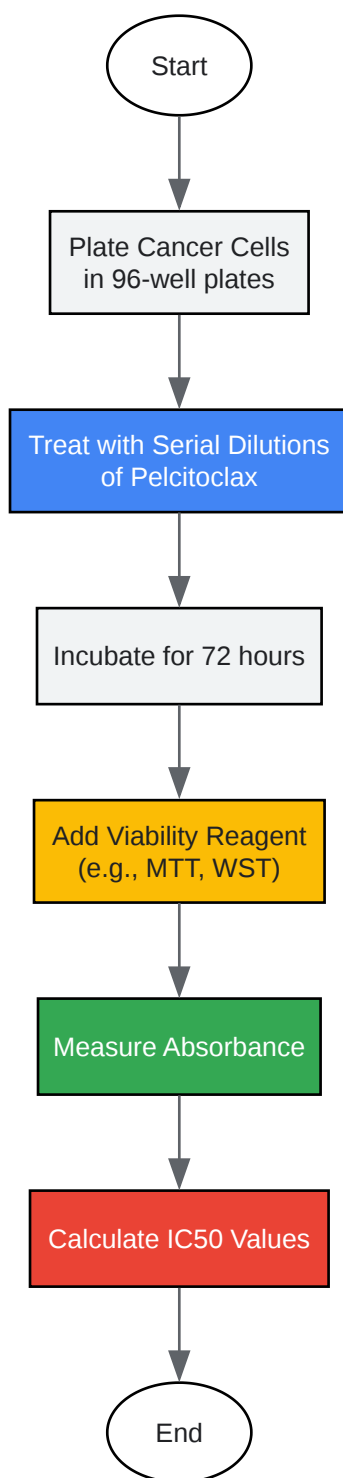 Start
Plate Cancer Cells
in 96-well plates
Treat with Serial Dilutions
of Pelcitoclax
Incubate for 72 hours
Add Viability Reagent
(e.g., MTT, WST)
Measure Absorbance
Calculate IC50 Values
End